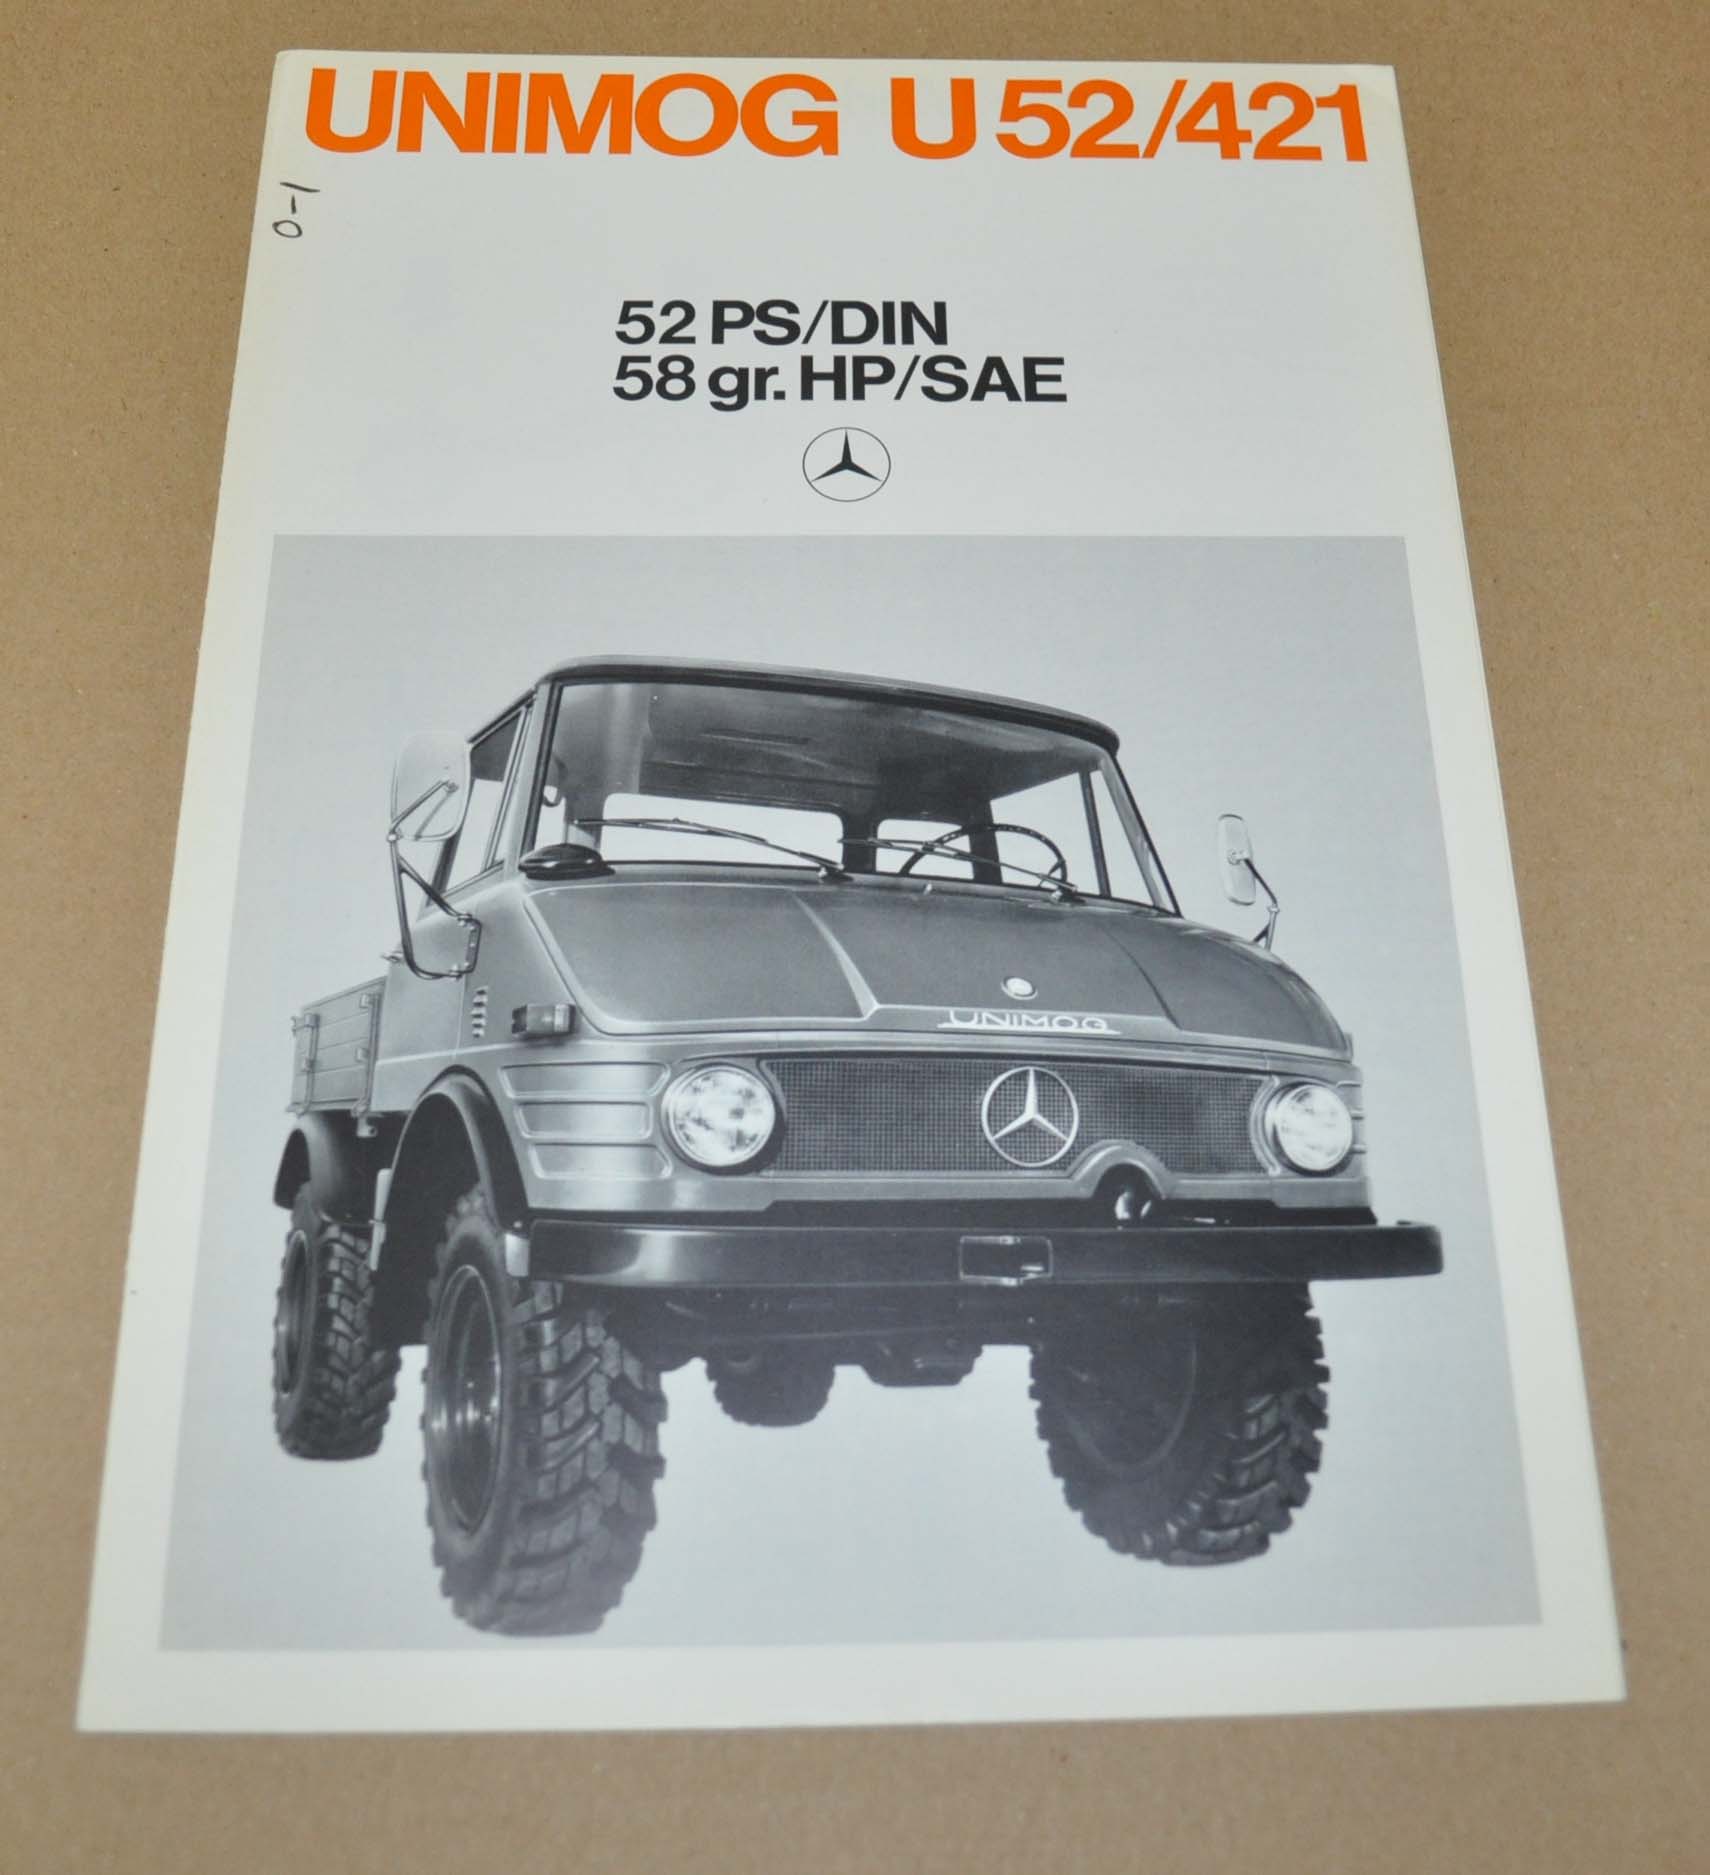 UNIMOG U 52/421
0-1
52 PS/DIN
58 gr. HP/SAE
UNIMOG